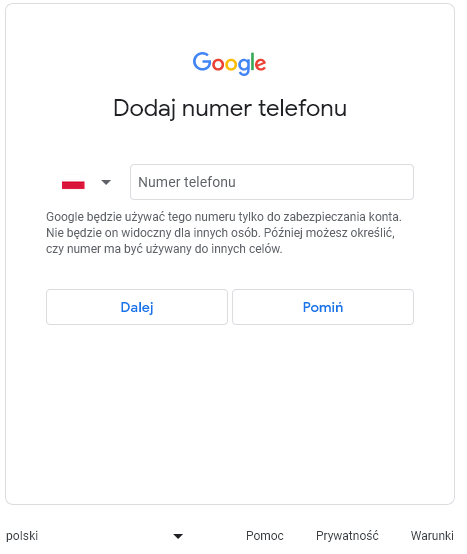 Google
Dodaj numer telefonu
Numer telefonu
Google będzie używać tego numeru tylko do zabezpieczania konta.
Nie będzie on widoczny dla innych osób. Później możesz określić,
czy numer ma być używany do innych celów.
Dalej Pomiń
polski Pomoc Prywatność Warunki